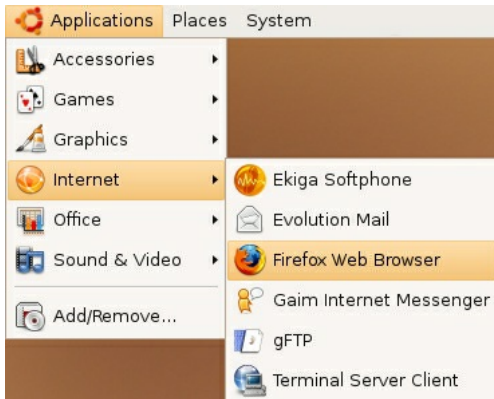 Applications Places System
Accessories
Games
Graphics
Internet
Office
Sound & Video
Add/Remove...
Ekiga Softphone
Evolution Mail
Firefox Web Browser
Gaim Internet Messenger
gFTP
Terminal Server Client